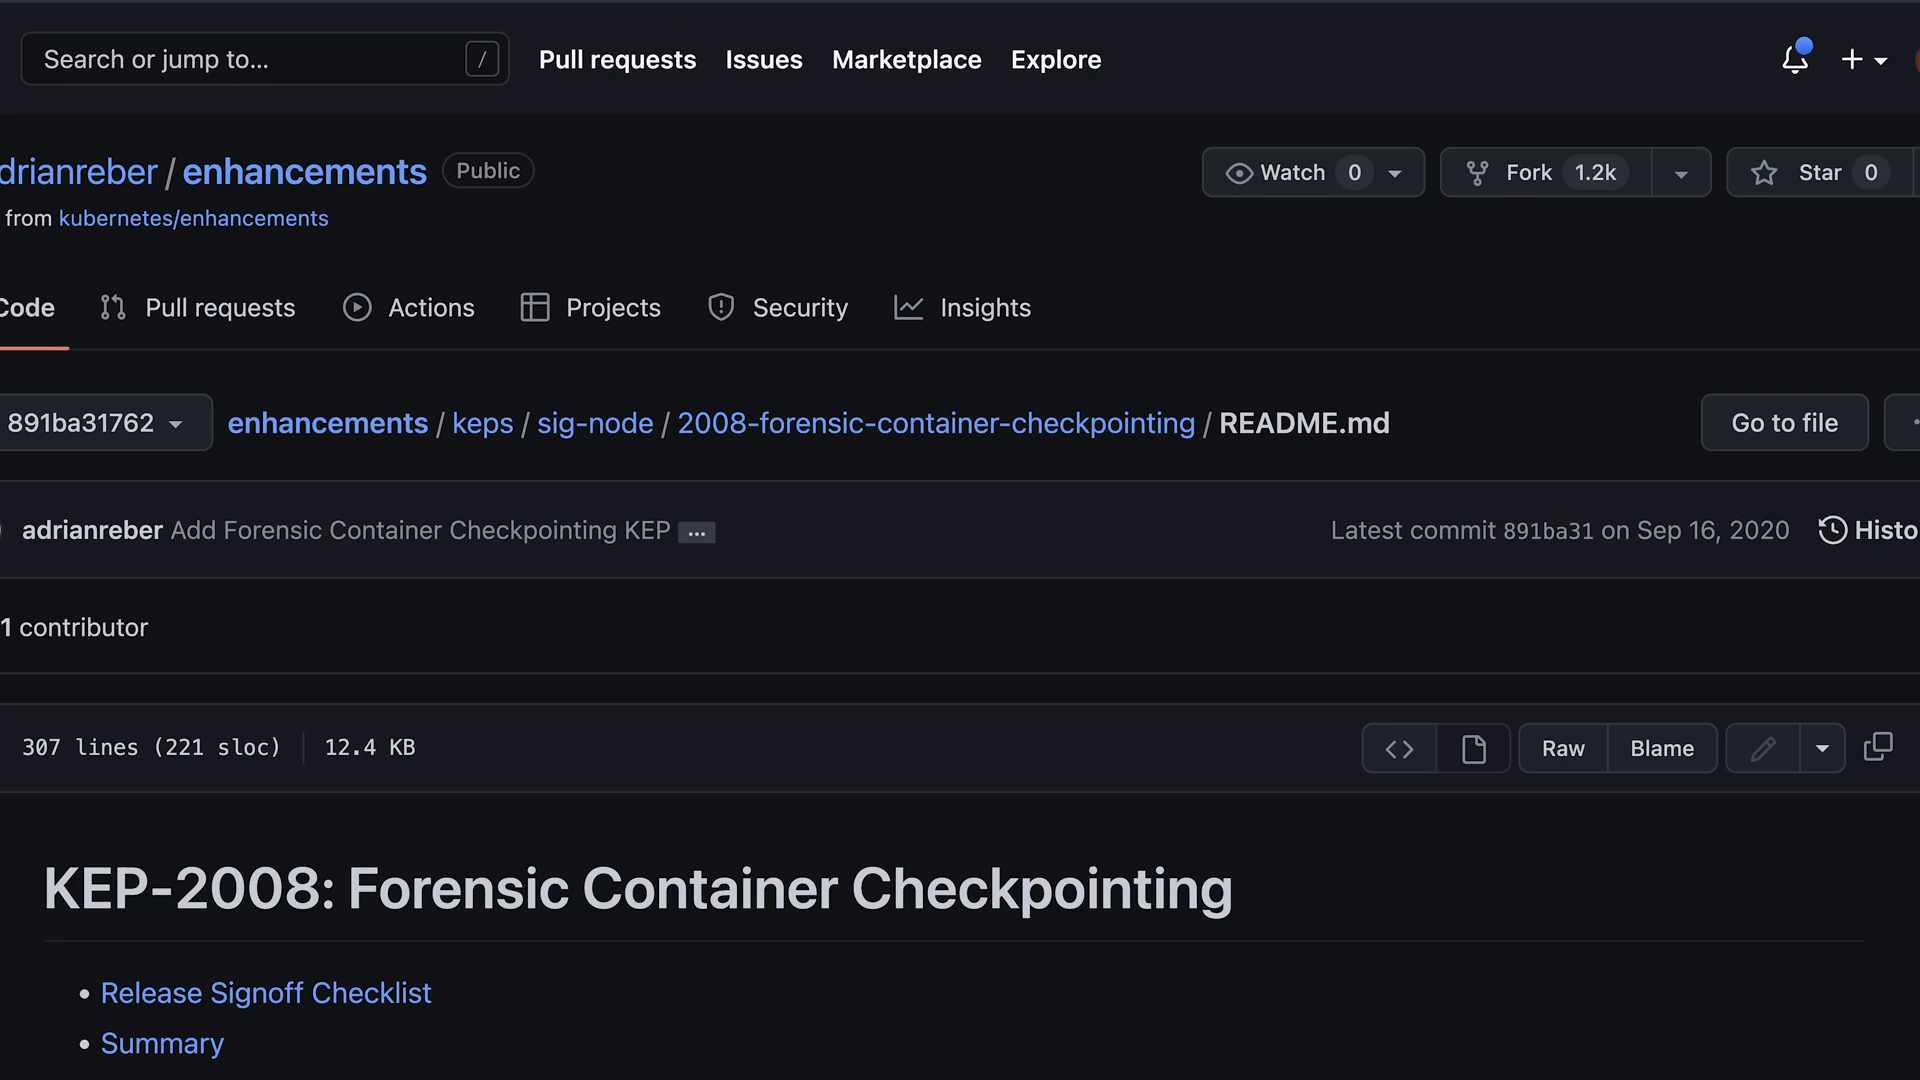 Search or jump to... /
Pull requests Issues Marketplace Explore
drianreber / enhancements Public
Watch 0 Fork 1.2k Star 0
from kubernetes/enhancements
Code Pull requests Actions Projects Security Insights
891ba31762 enhancements / keps / sig-node / 2008-forensic-container-checkpointing / README.md Go to file
adrianreber Add Forensic Container Checkpointing KEP ... Latest commit 891ba31 on Sep 16, 2020 Histo
1 contributor
307 lines (221 sloc) 12.4 KB Raw Blame
KEP-2008: Forensic Container Checkpointing
• Release Signoff Checklist
• Summary